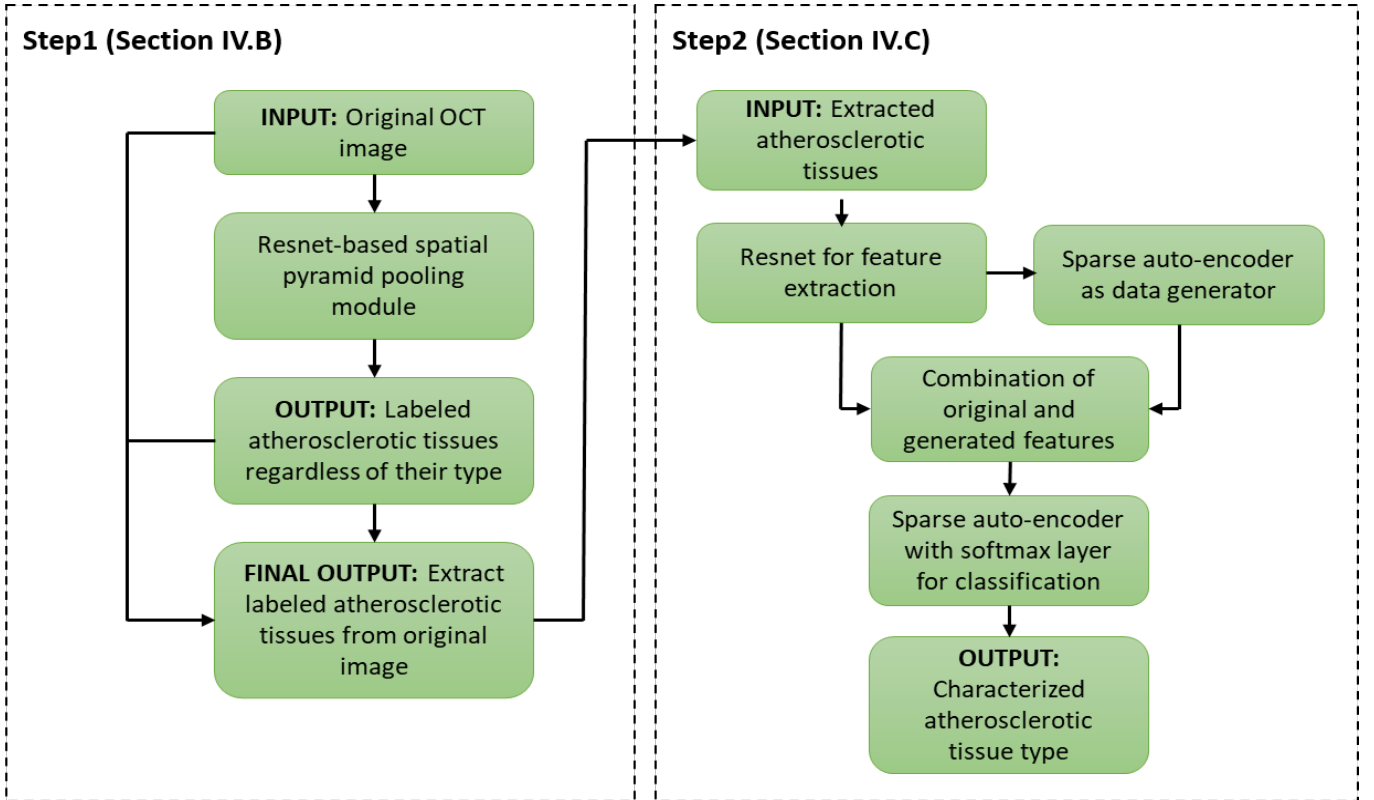 Step1 (Section IV.B)
INPUT: Original OCT
image
Resnet-based spatial
pyramid pooling
module
OUTPUT: Labeled
atherosclerotic tissues
regardless of their type
FINAL OUTPUT: Extract
labeled atherosclerotic
tissues from original
image
Step2 (Section IV.C)
INPUT: Extracted
atherosclerotic
tissues
Resnet for feature
extraction
Sparse auto-encoder
as data generator
Combination of
original and
generated features
Sparse auto-encoder
with softmax layer
for classification
OUTPUT:
Characterized
atherosclerotic
tissue type